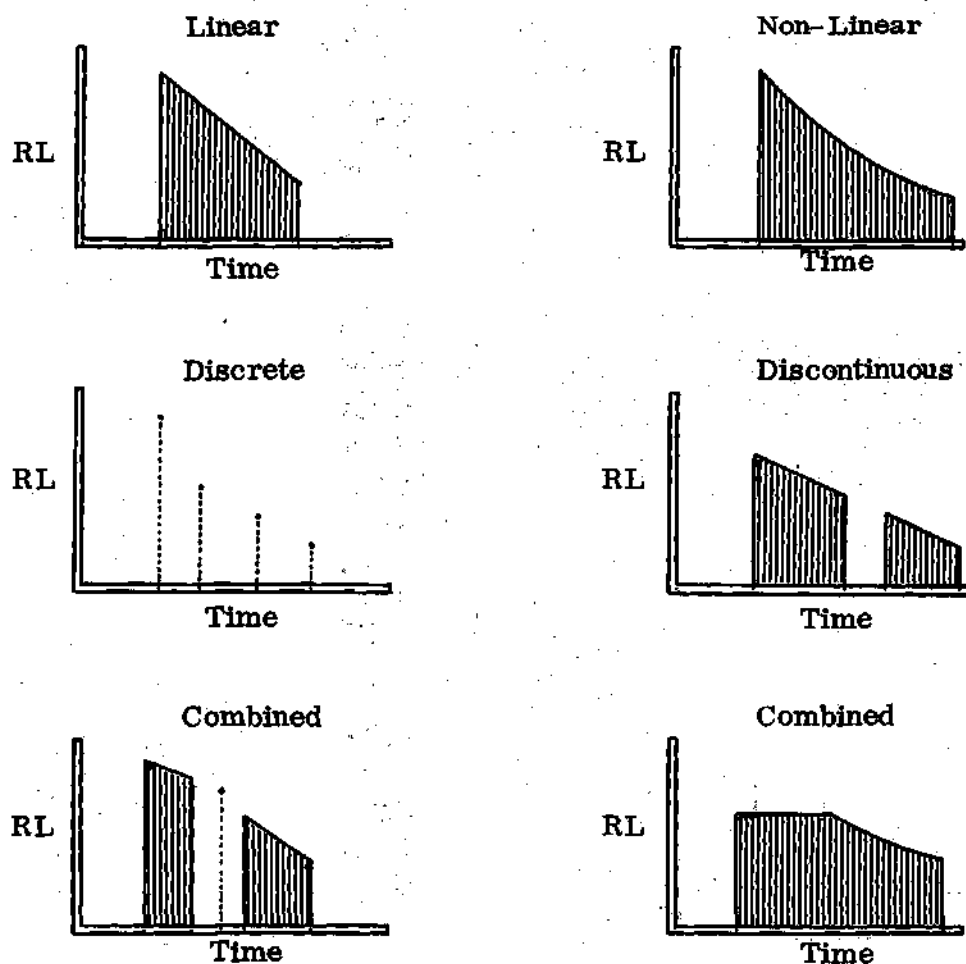 Linear
RL
Time
Non-Linear
RL
Time
Discrete
RL
Time
Discontinuous
RL
Time
Combined
RL
Time
Combined
RL
Time